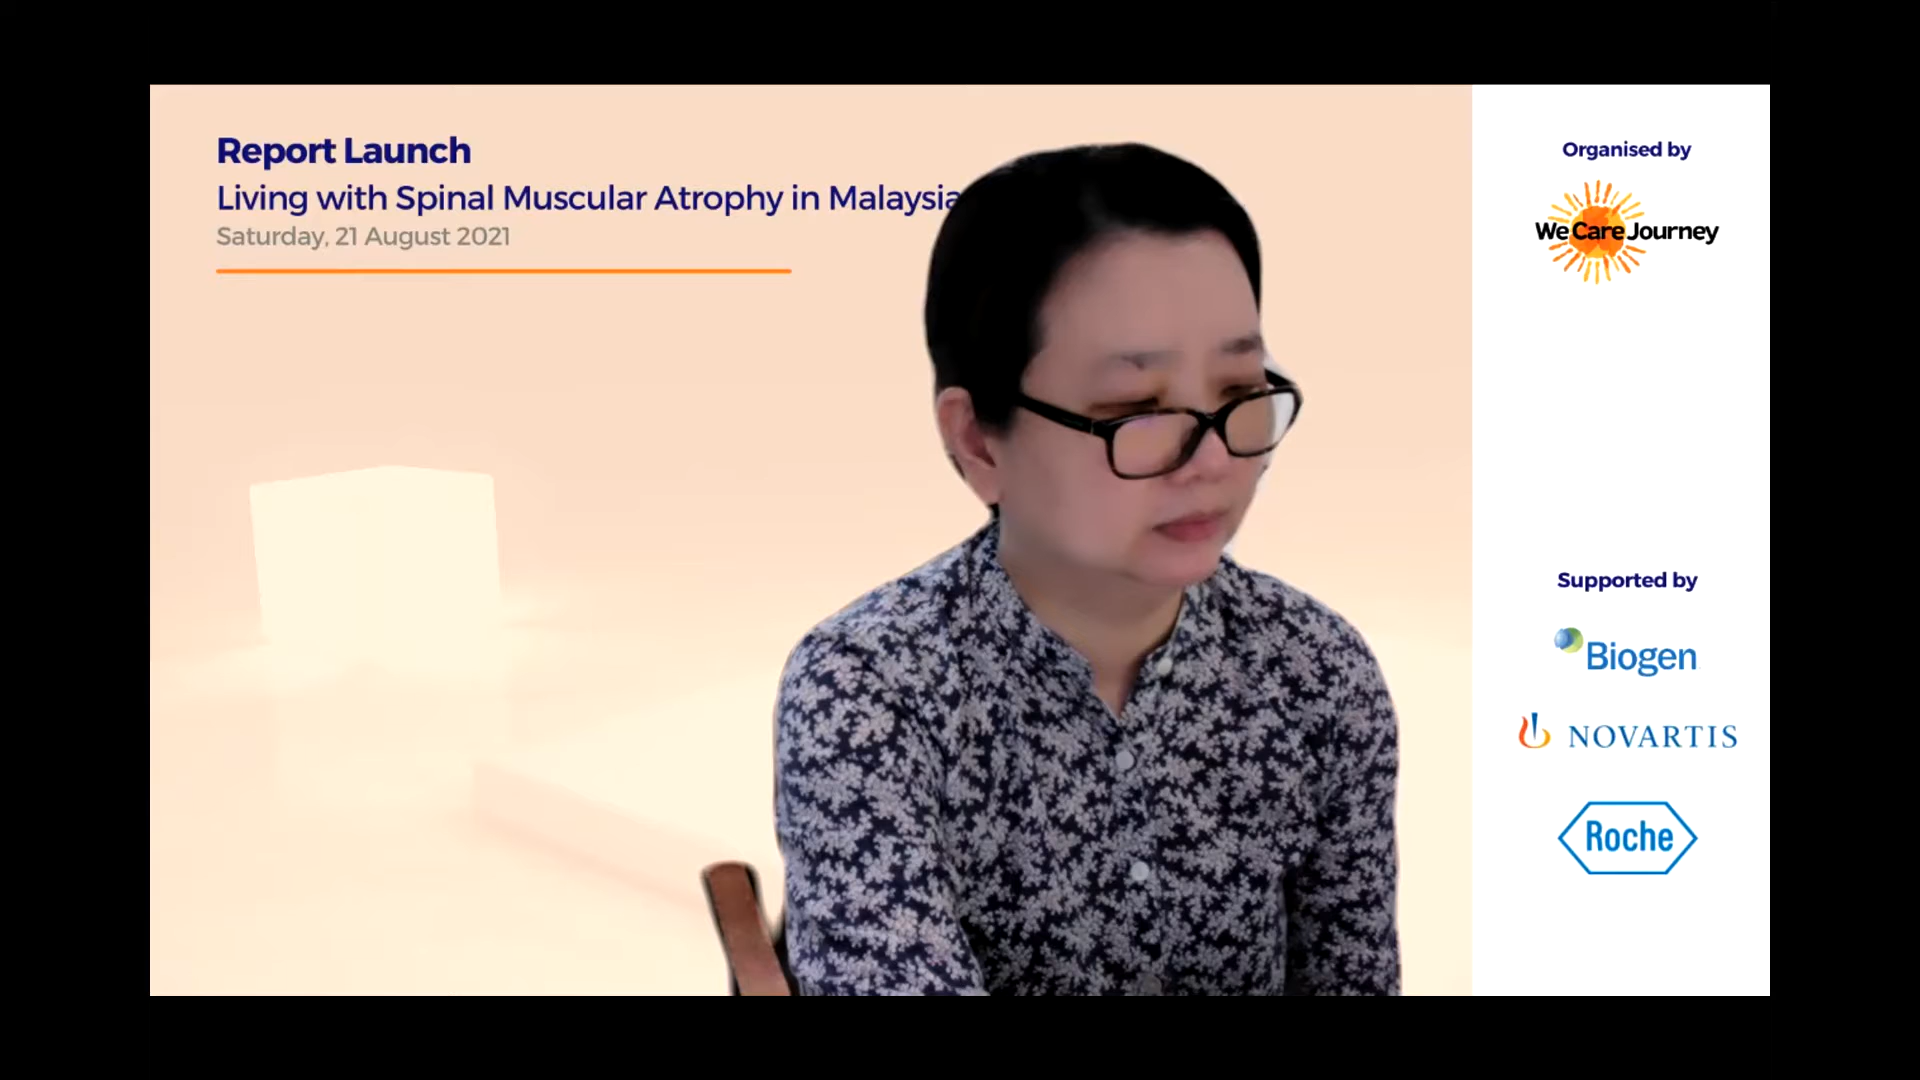 Report Launch
Living with Spinal Muscular Atrophy in Malaysia
Saturday, 21 August 2021
Organised by
We Care Journey
Supported by
Biogen
NOVARTIS
Roche